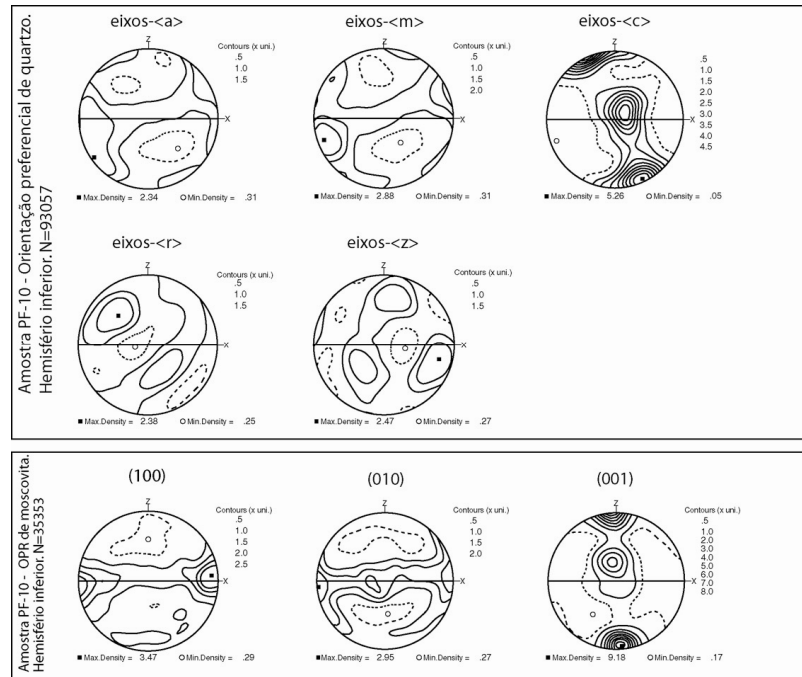 Amostra PF-10 - Orientação preferencial de quartzo.
Hemisfério inferior. N=93057
eixos-<a>
Z
X
Contours (x uni.)
.5
1.0
1.5
■ Max.Density = 2.34 ○ Min.Density = .31
eixos-<m>
Z
X
Contours (x uni.)
.5
1.0
1.5
2.0
■ Max.Density = 2.88 ○ Min.Density = .31
eixos-<c>
Z
X
Contours (x uni.)
.5
1.0
1.5
2.0
2.5
3.0
3.5
4.0
4.5
■ Max.Density = 5.26 ○ Min.Density = .05
eixos-<r>
Z
X
Contours (x uni.)
.5
1.0
1.5
■ Max.Density = 2.38 ○ Min.Density = .25
eixos-<z>
Z
X
Contours (x uni.)
.5
1.0
1.5
■ Max.Density = 2.47 ○ Min.Density = .27
Amostra PF-10 - OPR de moscovita.
Hemisfério inferior. N=35353
(100)
Z
X
Contours (x uni.)
.5
1.0
1.5
2.0
2.5
■ Max.Density = 3.47 ○ Min.Density = .29
(010)
Z
X
Contours (x uni.)
.5
1.0
1.5
2.0
■ Max.Density = 2.95 ○ Min.Density = .27
(001)
Z
X
Contours (x uni.)
.5
1.0
2.0
3.0
4.0
5.0
6.0
7.0
8.0
■ Max.Density = 9.18 ○ Min.Density = .17